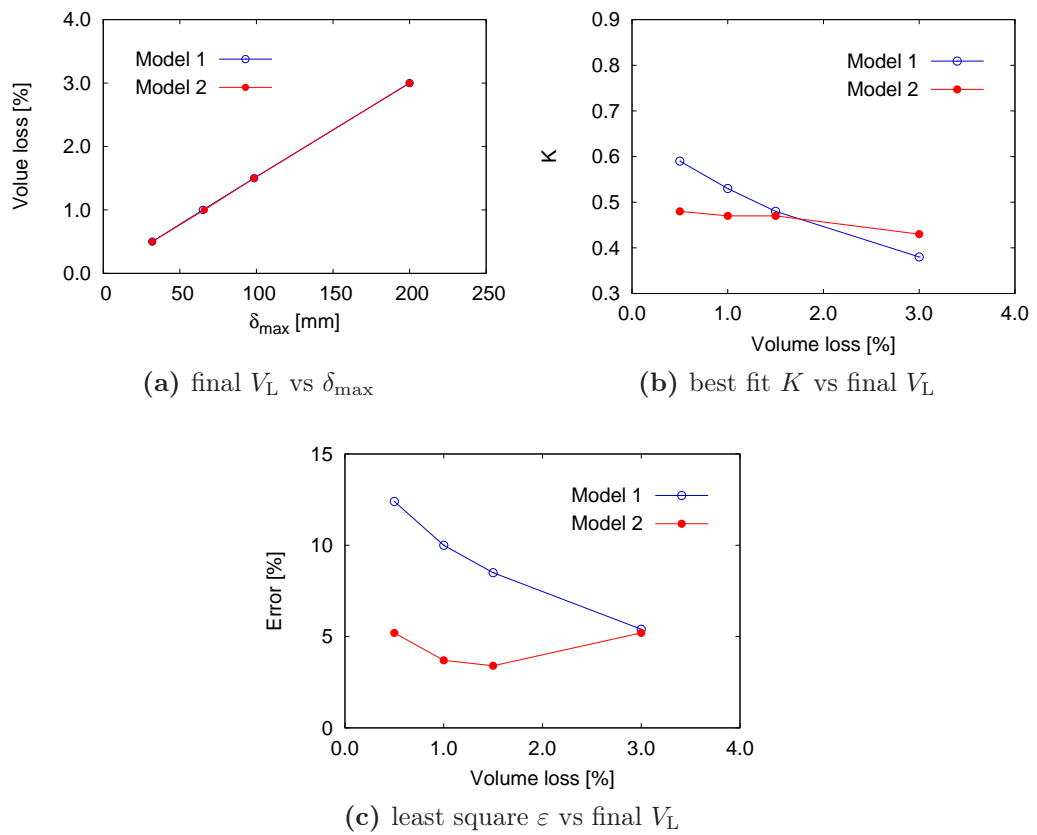 4.0
3.0
2.0
1.0
0.0
Volue loss [%]
Model 1
Model 2
0 50 100 150 200 250
δmax [mm]
(a) final VL vs δmax
0.9
0.8
0.7
0.6
0.5
0.4
0.3
K
Model 1
Model 2
0.0 1.0 2.0 3.0 4.0
Volume loss [%]
(b) best fit K vs final VL
15
10
5
0
Error [%]
Model 1
Model 2
0.0 1.0 2.0 3.0 4.0
Volume loss [%]
(c) least square ε vs final VL